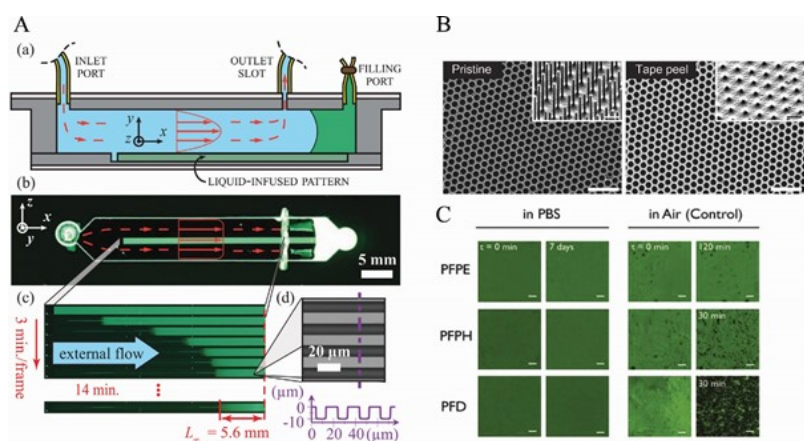 A
(a)
INLET
PORT
OUTLET
SLOT
FILLING
PORT
y
z
x
LIQUID-INFUSED PATTERN
(b)
z
y
x
5 mm
(c)
3 min./frame
external flow
14 min.
L∞ = 5.6 mm
(d)
20 µm
(µm)
0
-10
0 20 40 (µm)
B
Pristine
Tape peel
C
in PBS
in Air (Control)
PFPE
τ = 0 min
7 days
τ = 0 min
120 min
PFPH
30 min
PFD
30 min